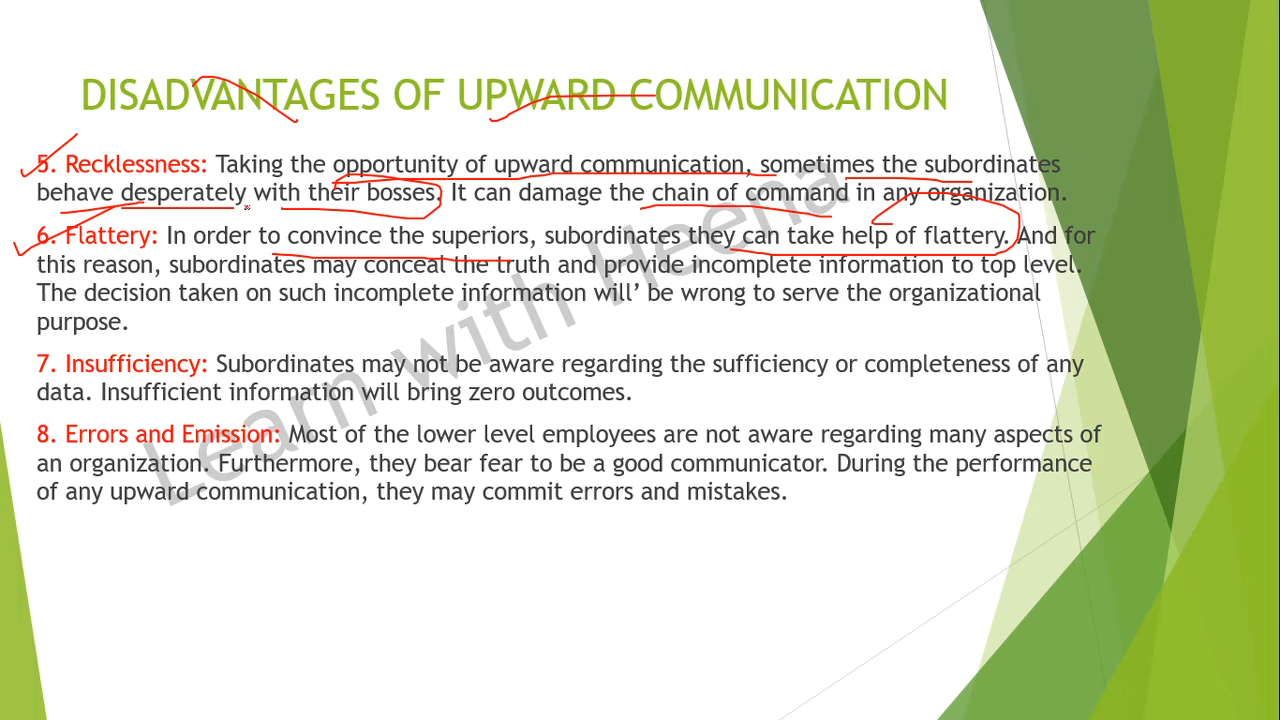 DISADVANTAGES OF UPWARD COMMUNICATION
5. Recklessness: Taking the opportunity of upward communication, sometimes the subordinates
behave desperately with their bosses. It can damage the chain of command in any organization.
6. Flattery: In order to convince the superiors, subordinates they can take help of flattery. And for
this reason, subordinates may conceal the truth and provide incomplete information to top level.
The decision taken on such incomplete information will’ be wrong to serve the organizational
purpose.
7. Insufficiency: Subordinates may not be aware regarding the sufficiency or completeness of any
data. Insufficient information will bring zero outcomes.
8. Errors and Emission: Most of the lower level employees are not aware regarding many aspects of
an organization. Furthermore, they bear fear to be a good communicator. During the performance
of any upward communication, they may commit errors and mistakes.
Learn with Heena